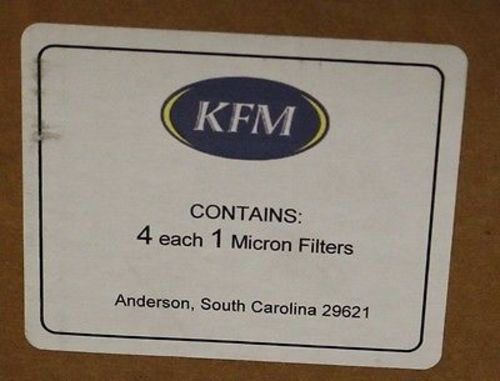 KFM
CONTAINS:
4 each 1 Micron Filters
Anderson, South Carolina 29621